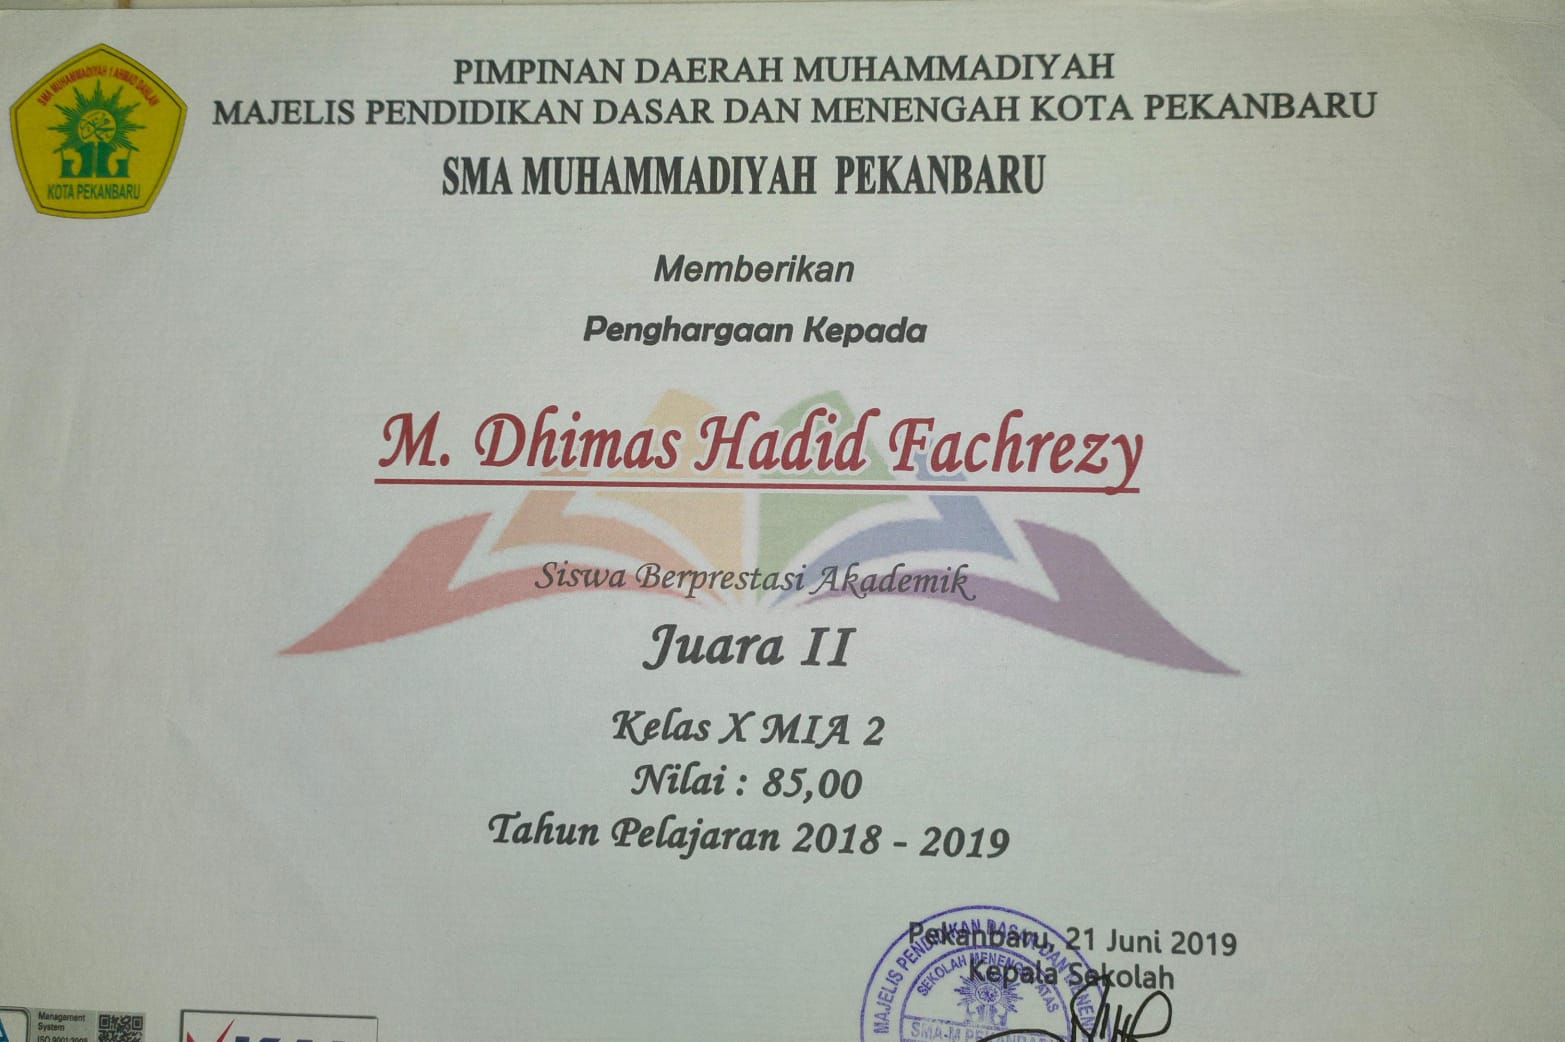 SMA MUHAMMADIYAH 1 AHMAD DAHLAN
KOTA PEKANBARU
PIMPINAN DAERAH MUHAMMADIYAH
MAJELIS PENDIDIKAN DASAR DAN MENENGAH KOTA PEKANBARU
SMA MUHAMMADIYAH PEKANBARU
Memberikan
Penghargaan Kepada
M. Dhimas Hadid Fachrezy
Siswa Berprestasi Akademik
Juara II
Kelas X MIA 2
Nilai : 85,00
Tahun Pelajaran 2018 - 2019
Pekanbaru, 21 Juni 2019
Kepala Sekolah
MAJELIS PENDIDIKAN DASAR DAN MENEN
SEKOLAH MENENGAH ATAS
SMA-M PEKANBARU
Management
System
ISO 9001:2008